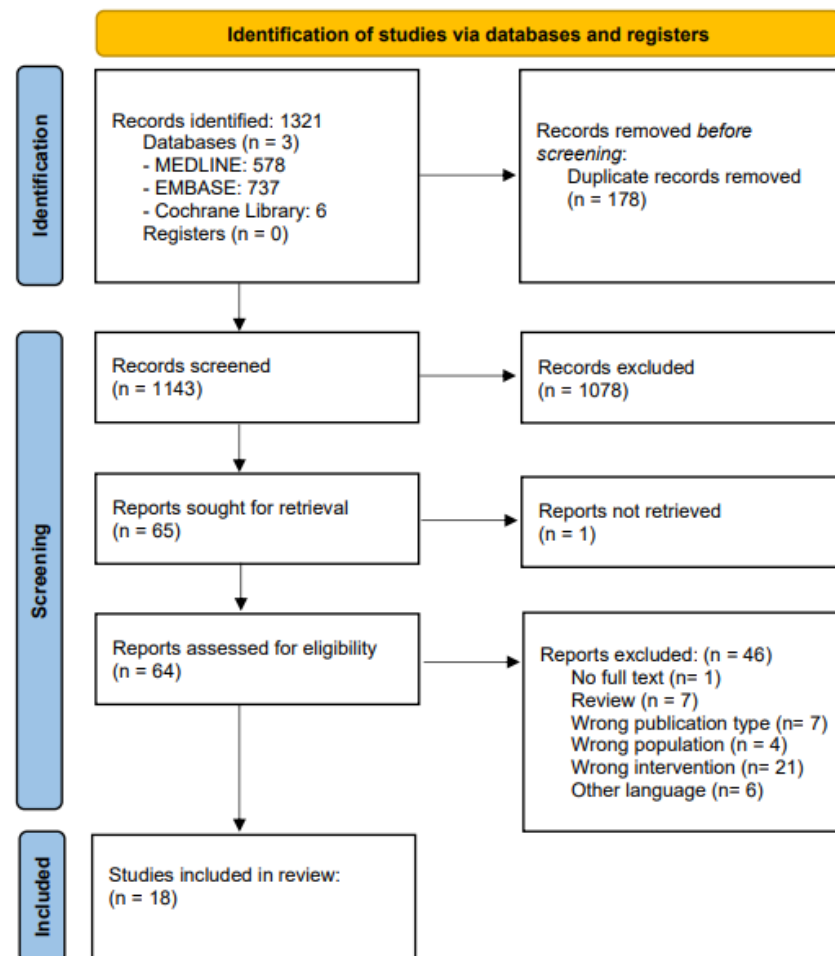 Identification of studies via databases and registers
Identification
Records identified: 1321
Databases (n = 3)
- MEDLINE: 578
- EMBASE: 737
- Cochrane Library: 6
Registers (n = 0)
Records removed before
screening:
Duplicate records removed
(n = 178)
Screening
Records screened
(n = 1143)
Records excluded
(n = 1078)
Reports sought for retrieval
(n = 65)
Reports not retrieved
(n = 1)
Reports assessed for eligibility
(n = 64)
Reports excluded: (n = 46)
No full text (n= 1)
Review (n = 7)
Wrong publication type (n= 7)
Wrong population (n = 4)
Wrong intervention (n= 21)
Other language (n= 6)
Included
Studies included in review:
(n = 18)